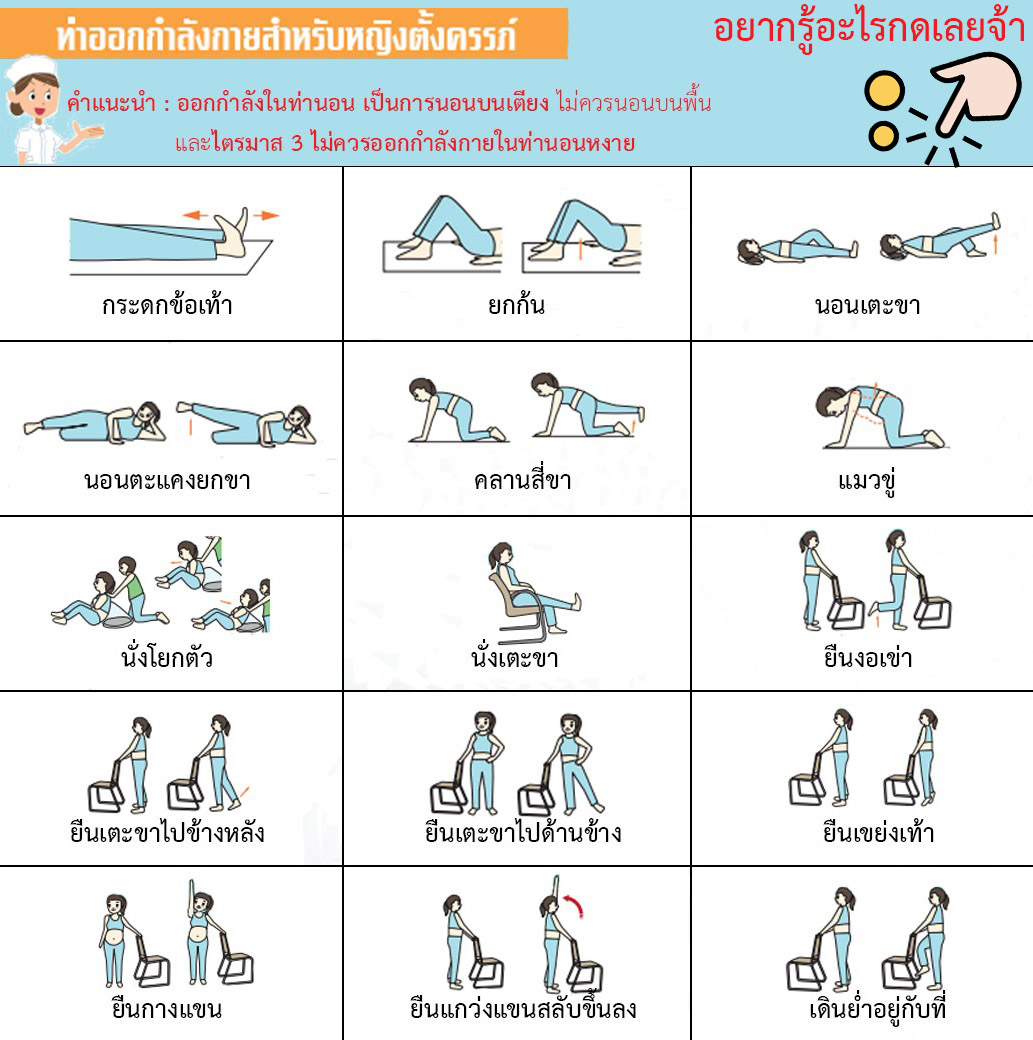 ท่าออกกำลังกายสำหรับหญิงตั้งครรภ์
อยากรู้อะไรกดเลยจ้า
คำแนะนำ : ออกกำลังในท่านอน เป็นการนอนบนเตียง ไม่ควรนอนบนพื้น
และไตรมาส 3 ไม่ควรออกกำลังกายในท่านอนหงาย
กระดกข้อเท้า
ยกก้น
นอนเตะขา
นอนตะแคงยกขา
คลานสี่ขา
แมวขู่
นั่งโยกตัว
นั่งเตะขา
ยืนงอเข่า
ยืนเตะขาไปข้างหลัง
ยืนเตะขาไปด้านข้าง
ยืนเขย่งเท้า
ยืนกางแขน
ยืนแกว่งแขนสลับขึ้นลง
เดินย่ำอยู่กับที่